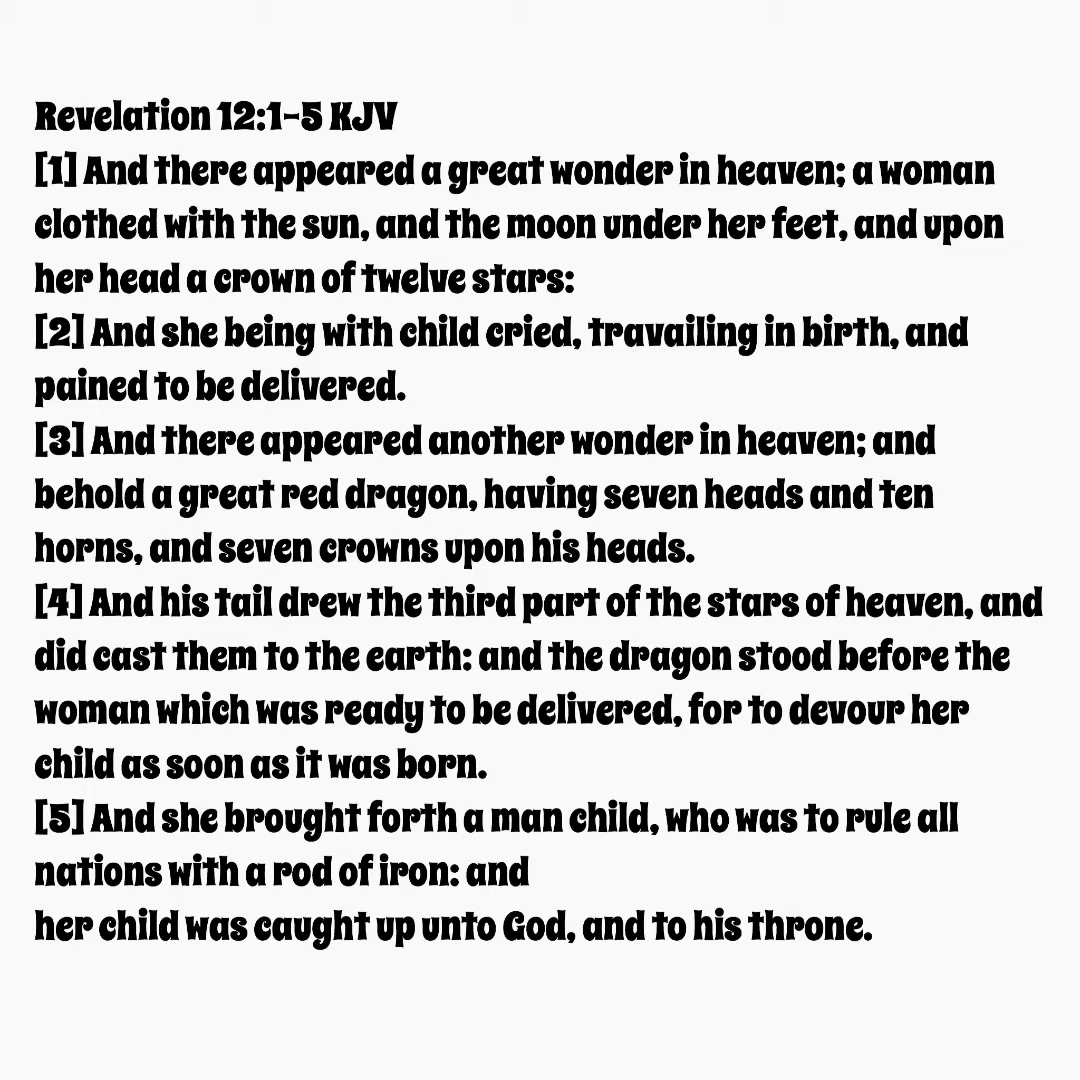 Revelation 12:1-5 KJV
[1] And there appeared a great wonder in heaven; a woman
clothed with the sun, and the moon under her feet, and upon
her head a crown of twelve stars:
[2] And she being with child cried, travailing in birth, and
pained to be delivered.
[3] And there appeared another wonder in heaven; and
behold a great red dragon, having seven heads and ten
horns, and seven crowns upon his heads.
[4] And his tail drew the third part of the stars of heaven, and
did cast them to the earth: and the dragon stood before the
woman which was ready to be delivered, for to devour her
child as soon as it was born.
[5] And she brought forth a man child, who was to rule all
nations with a rod of iron: and
her child was caught up unto God, and to his throne.